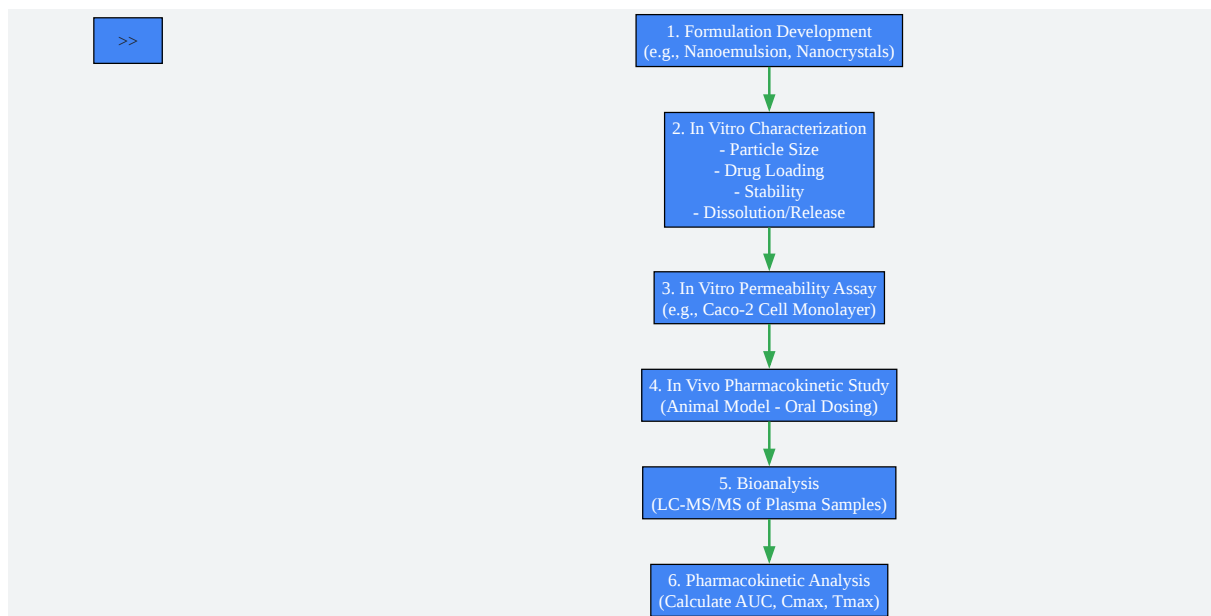 >>
1. Formulation Development
(e.g., Nanoemulsion, Nanocrystals)
2. In Vitro Characterization
- Particle Size
- Drug Loading
- Stability
- Dissolution/Release
3. In Vitro Permeability Assay
(e.g., Caco-2 Cell Monolayer)
4. In Vivo Pharmacokinetic Study
(Animal Model - Oral Dosing)
5. Bioanalysis
(LC-MS/MS of Plasma Samples)
6. Pharmacokinetic Analysis
(Calculate AUC, Cmax, Tmax)